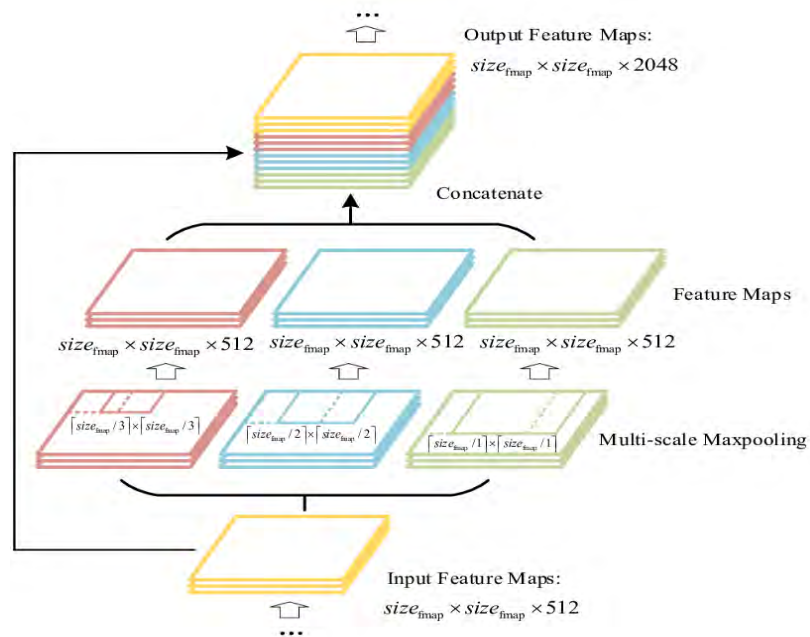 ...
Output Feature Maps:
size_fmap × size_fmap × 2048
Concatenate
Feature Maps
size_fmap × size_fmap × 512
size_fmap × size_fmap × 512
size_fmap × size_fmap × 512
⌈size_fmap / 3⌉×⌈size_fmap / 3⌉
⌈size_fmap / 2⌉×⌈size_fmap / 2⌉
⌈size_fmap / 1⌉×⌈size_fmap / 1⌉
Multi-scale Maxpooling
Input Feature Maps:
size_fmap × size_fmap × 512
...